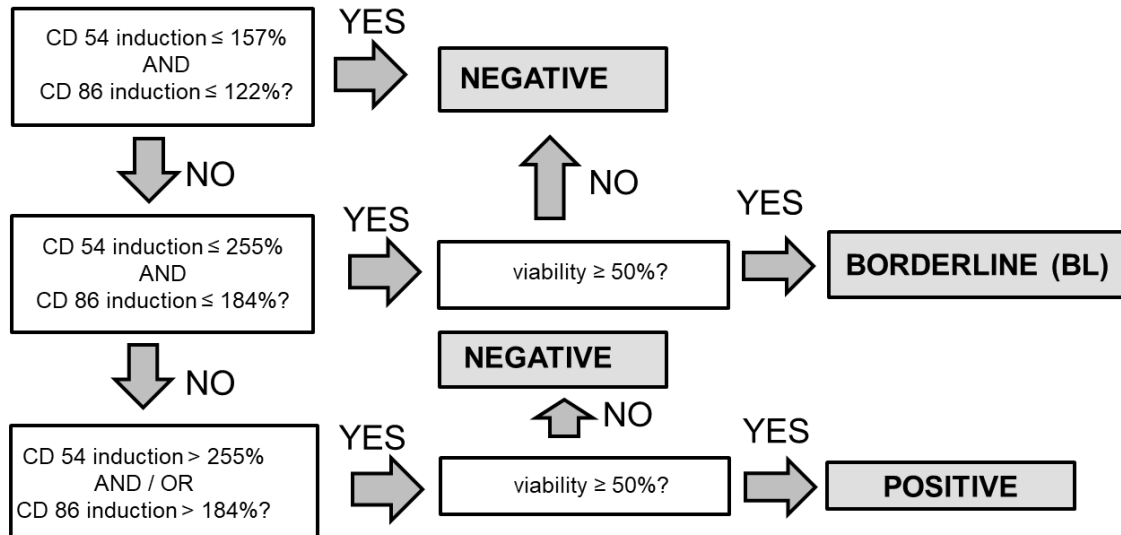 CD 54 induction ≤ 157%
AND
CD 86 induction ≤ 122%?
YES
NEGATIVE
NO
NO
CD 54 induction ≤ 255%
AND
CD 86 induction ≤ 184%?
YES
viability ≥ 50%?
YES
BORDERLINE (BL)
NEGATIVE
NO
NO
CD 54 induction > 255%
AND / OR
CD 86 induction > 184%?
YES
viability ≥ 50%?
YES
POSITIVE